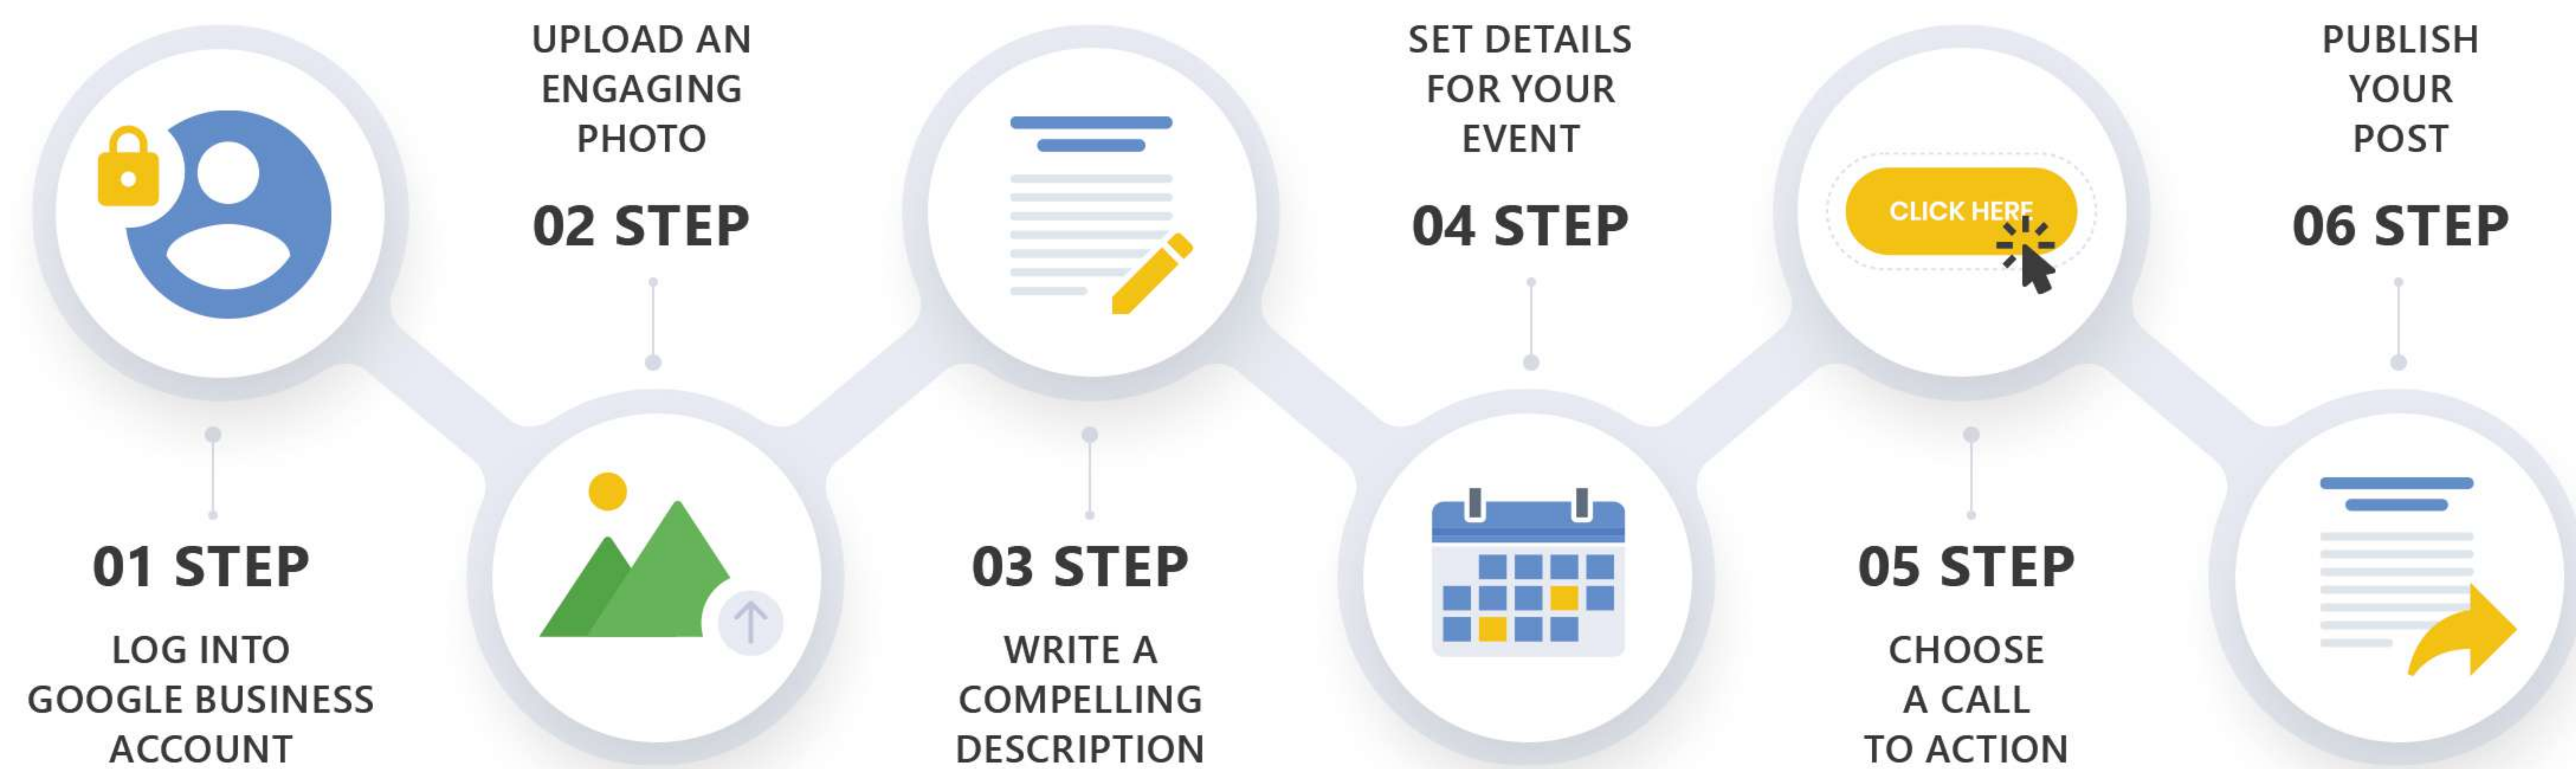 01 STEP
LOG INTO
GOOGLE BUSINESS
ACCOUNT
UPLOAD AN
ENGAGING
PHOTO
02 STEP
03 STEP
WRITE A
COMPELLING
DESCRIPTION
SET DETAILS
FOR YOUR
EVENT
04 STEP
CLICK HERE
05 STEP
CHOOSE
A CALL
TO ACTION
PUBLISH
YOUR
POST
06 STEP